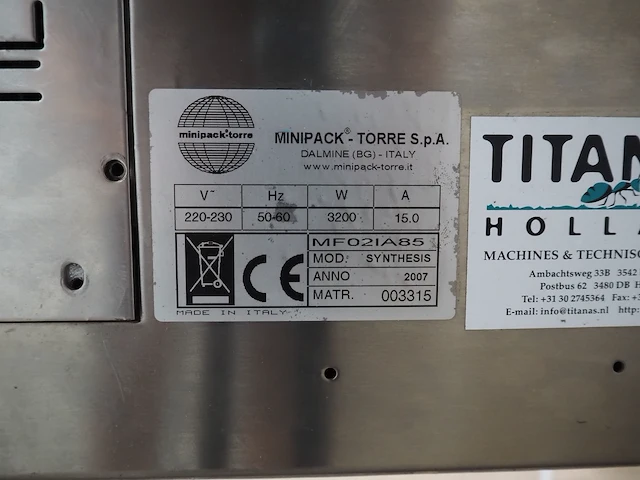 minipack-torre
MINIPACK® - TORRE S.p.A.
DALMINE (BG) - ITALY
www.minipack-torre.it
V~ Hz W A
220-230 50-60 3200 15.0
MF02IA85
MOD. SYNTHESIS
ANNO 2007
MATR. 003315
CE
MADE IN ITALY
TITANAS
HOLLA
MACHINES & TECHNISC
Ambachtsweg 33B 3542
Postbus 62 3480 DB H
Tel: +31 30 2745364 Fax: +3
E-mail: info@titanas.nl http: